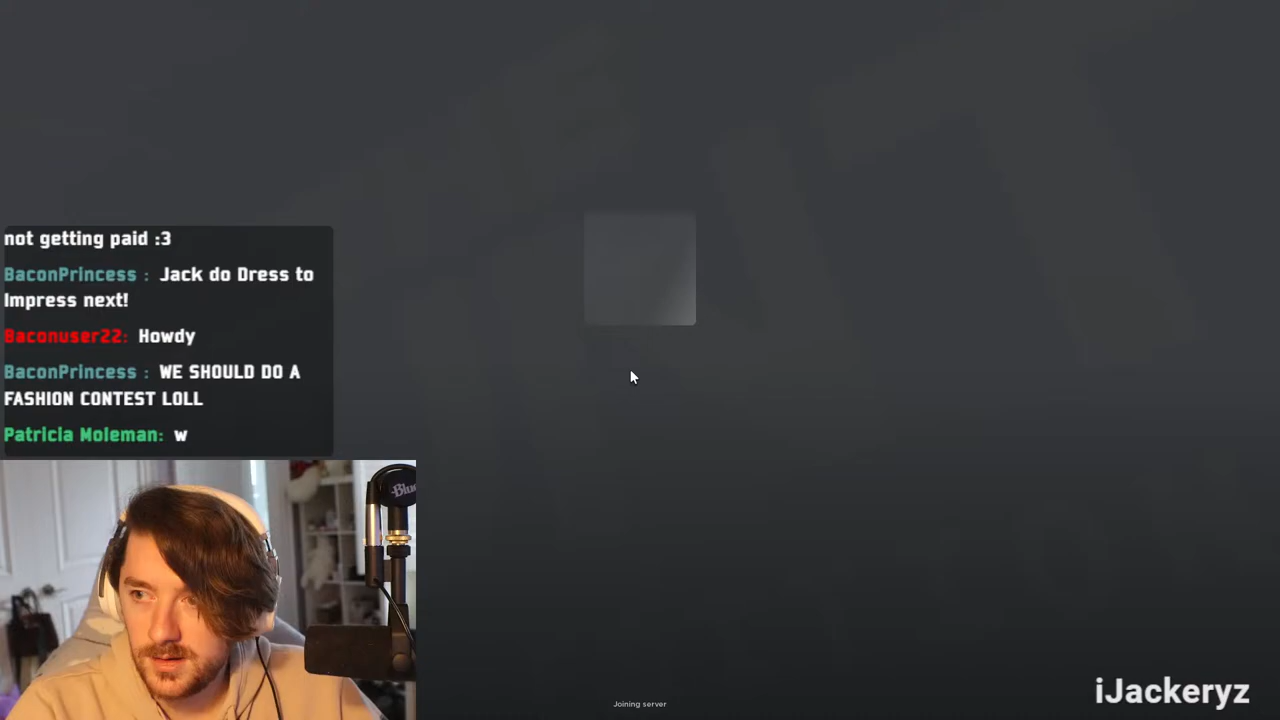 not getting paid :3
BaconPrincess : Jack do Dress to
Impress next!
Baconuser22: Howdy
BaconPrincess : WE SHOULD DO A
FASHION CONTEST LOLL
Patricia Moleman: w
Blue
iJackeryz
Joining server